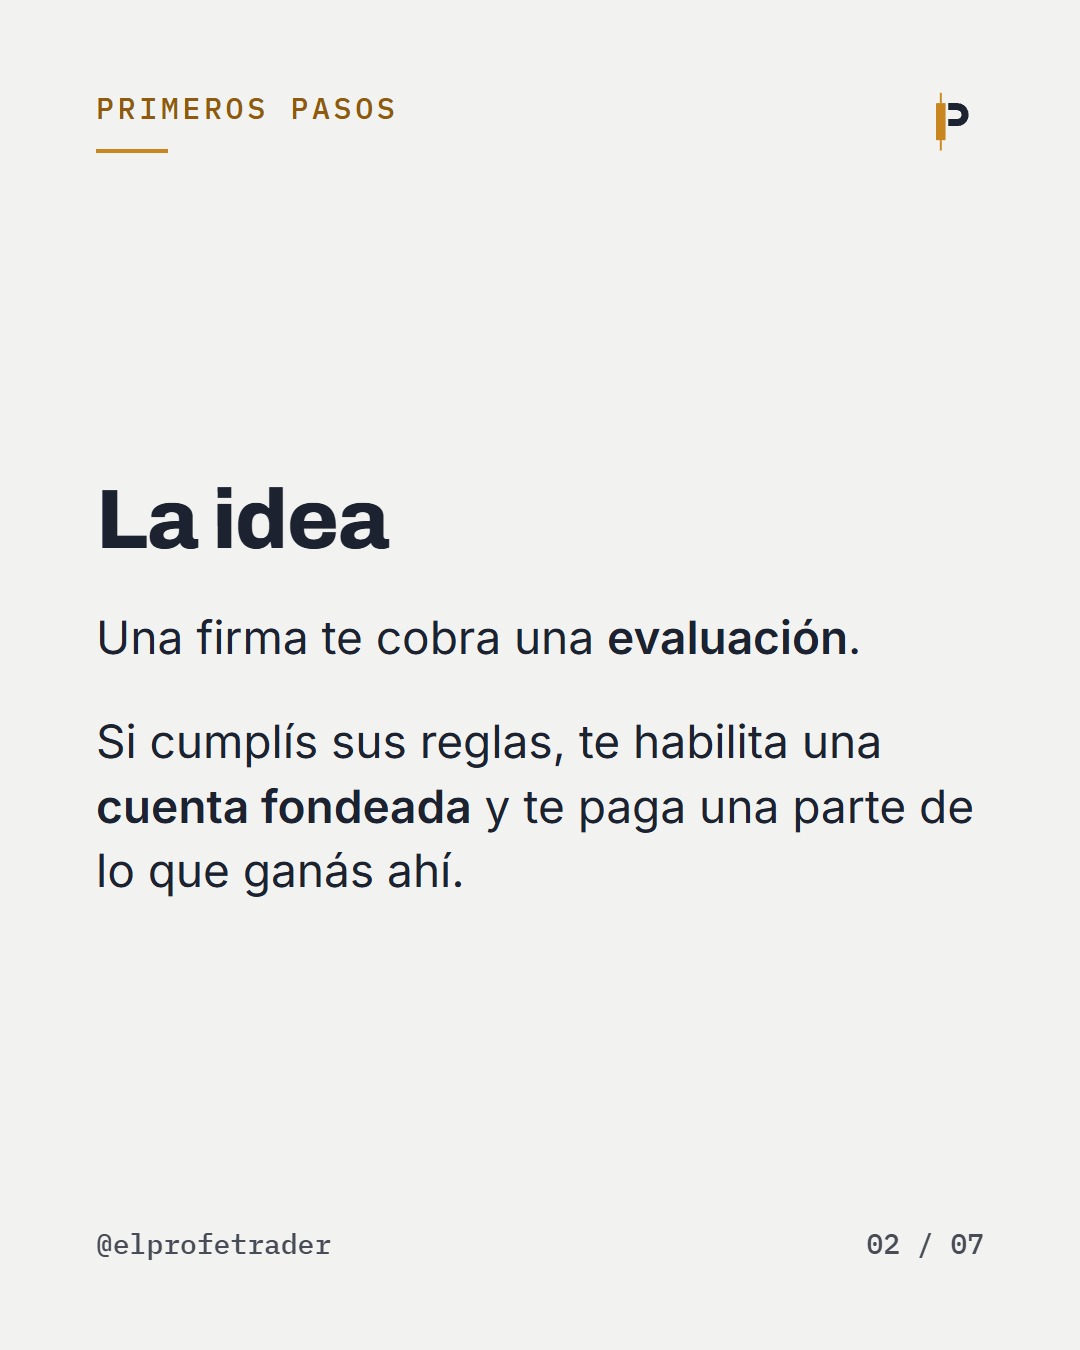 PRIMEROS PASOS
La idea
Una firma te cobra una evaluación.
Si cumplís sus reglas, te habilita una
cuenta fondeada y te paga una parte de
lo que ganás ahí.
@elprofetrader
02 / 07